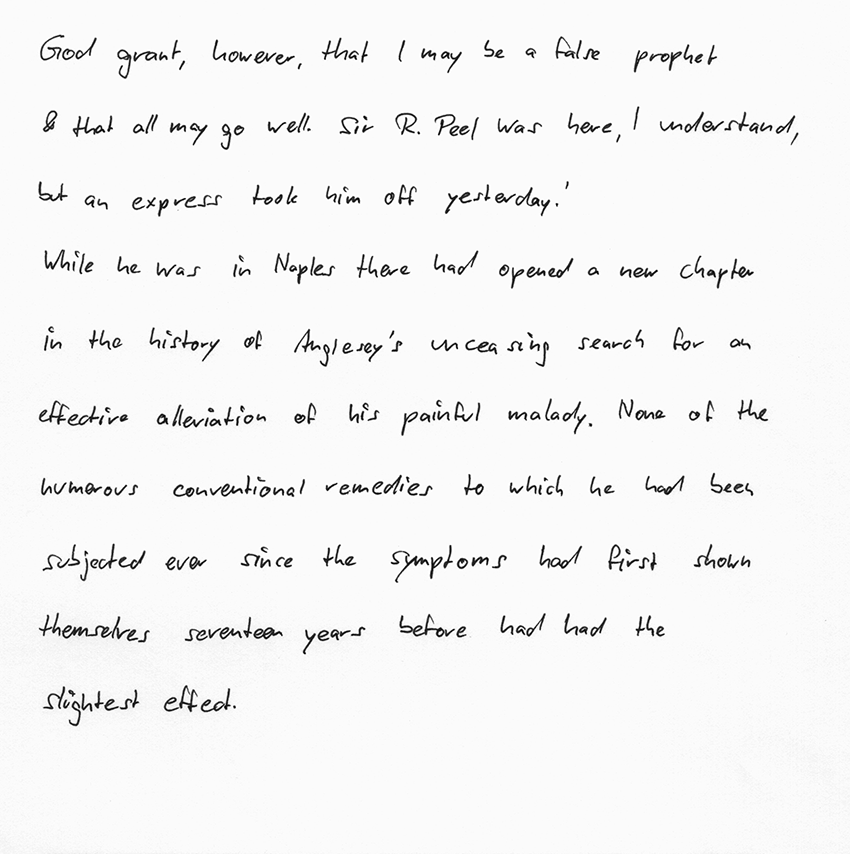 God grant, however, that I may be a false prophet
& that all may go well. Sir R. Peel was here, I understand,
but an express took him off yesterday.'
While he was in Naples there had opened a new chapter
in the history of Anglesey's unceasing search for an
effective alleviation of his painful malady. None of the
numerous conventional remedies to which he had been
subjected ever since the symptoms had first shown
themselves seventeen years before had had the
slightest effect.